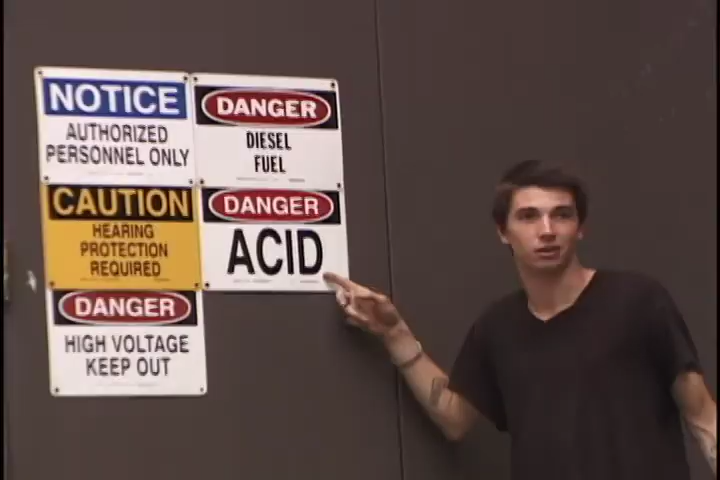 NOTICE
AUTHORIZED
PERSONNEL ONLY
DANGER
DIESEL
FUEL
CAUTION
HEARING
PROTECTION
REQUIRED
DANGER
ACID
DANGER
HIGH VOLTAGE
KEEP OUT